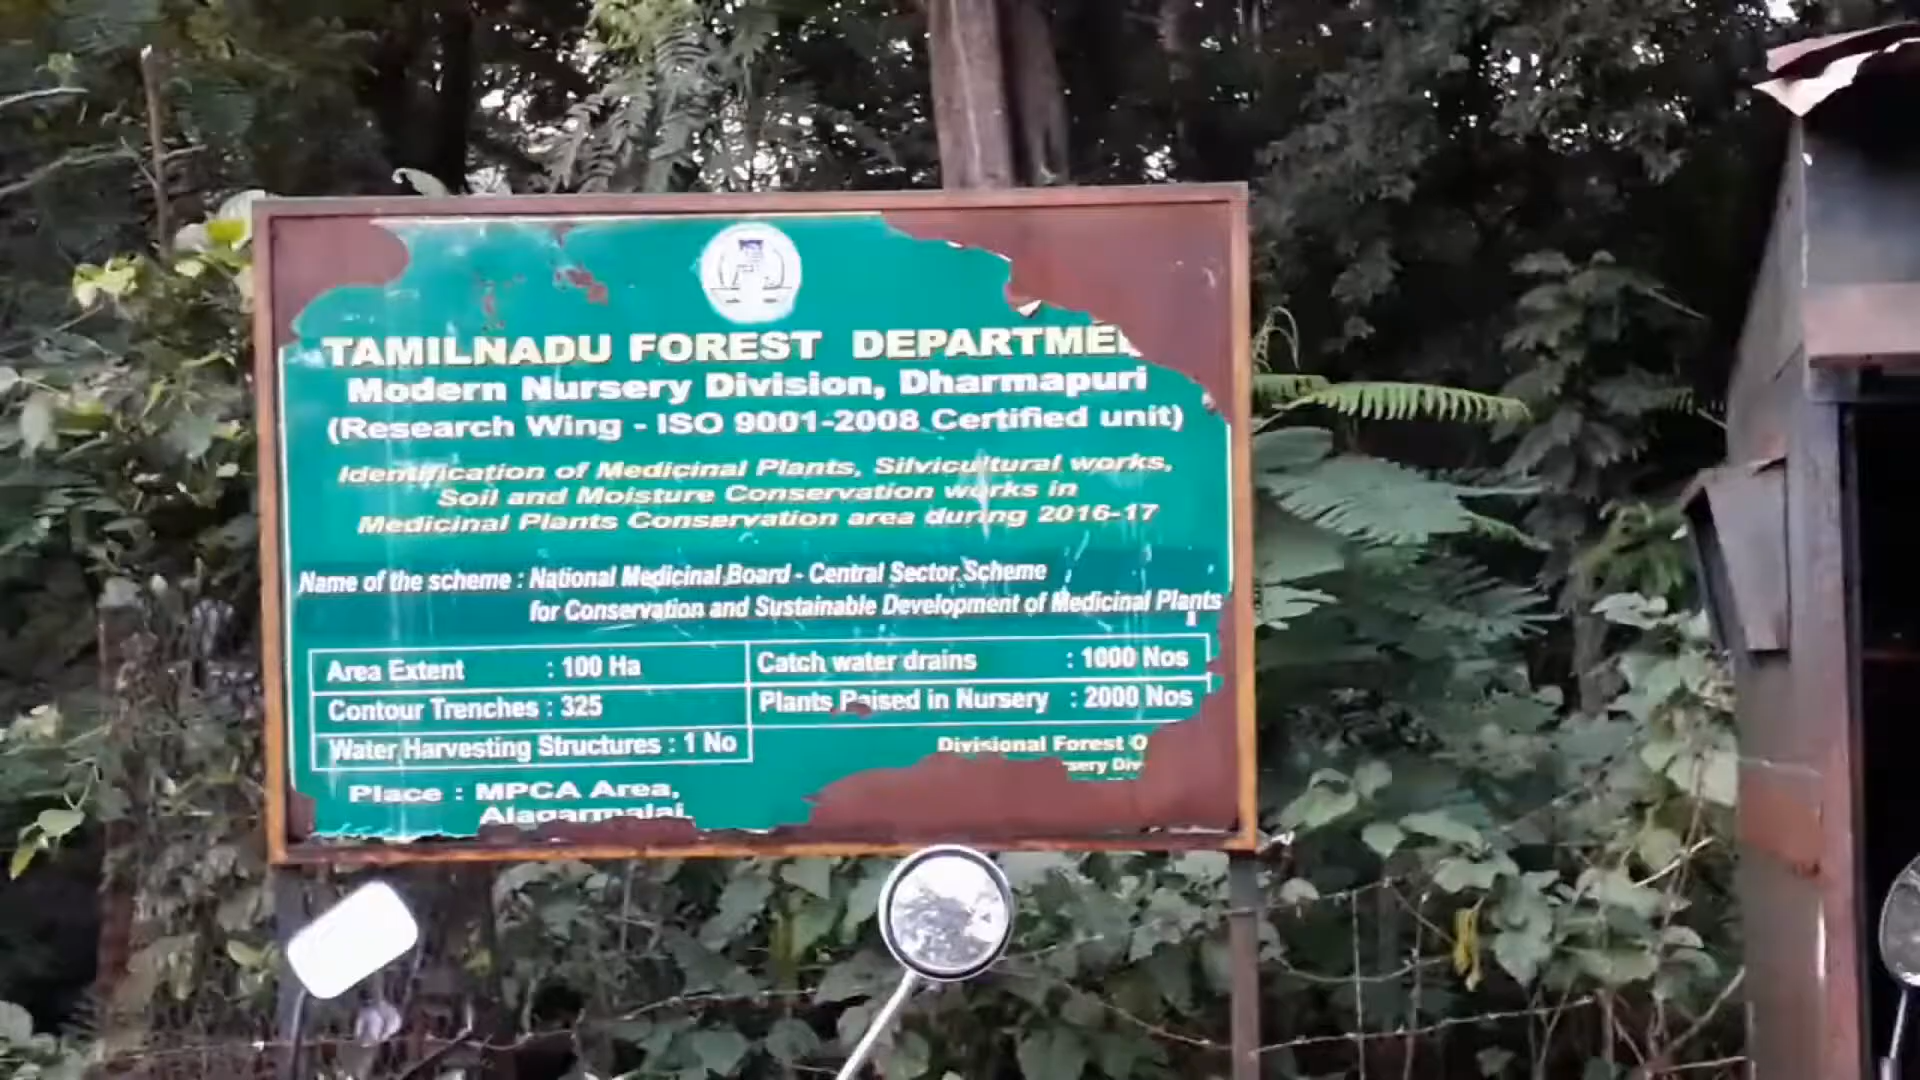 TAMILNADU FOREST DEPARTME
Modern Nursery Division, Dharmapuri
(Research Wing - ISO 9001-2008 Certified unit)
Identification of Medicinal Plants, Silvicultural works,
Soil and Moisture Conservation works in
Medicinal Plants Conservation area during 2016-17
Name of the scheme : National Medicinal Board - Central Sector Scheme
for Conservation and Sustainable Development of Medicinal Plants
Area Extent : 100 Ha
Catch water drains : 1000 Nos
Contour Trenches : 325
Plants Raised in Nursery : 2000 Nos
Water Harvesting Structures : 1 No
Divisional Forest O
sery Div
Place : MPCA Area,
Alagarmalai.